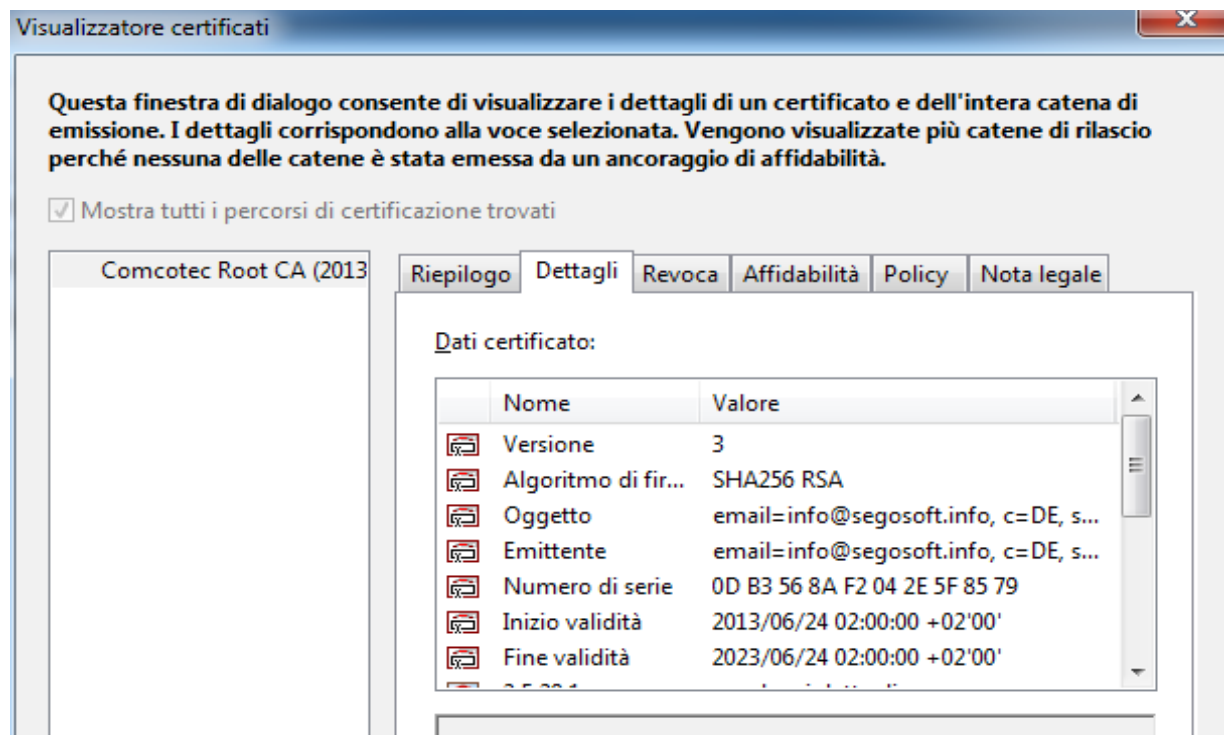 Visualizzatore certificati
Questa finestra di dialogo consente di visualizzare i dettagli di un certificato e dell'intera catena di
emissione. I dettagli corrispondono alla voce selezionata. Vengono visualizzate più catene di rilascio
perché nessuna delle catene è stata emessa da un ancoraggio di affidabilità.
Mostra tutti i percorsi di certificazione trovati
Comcotec Root CA (2013
Riepilogo Dettagli Revoca Affidabilità Policy Nota legale
Dati certificato:
Nome Valore
Versione 3
Algoritmo di fir... SHA256 RSA
Oggetto email=info@segosoft.info, c=DE, s...
Emittente email=info@segosoft.info, c=DE, s...
Numero di serie 0D B3 56 8A F2 04 2E 5F 85 79
Inizio validità 2013/06/24 02:00:00 +02'00'
Fine validità 2023/06/24 02:00:00 +02'00'